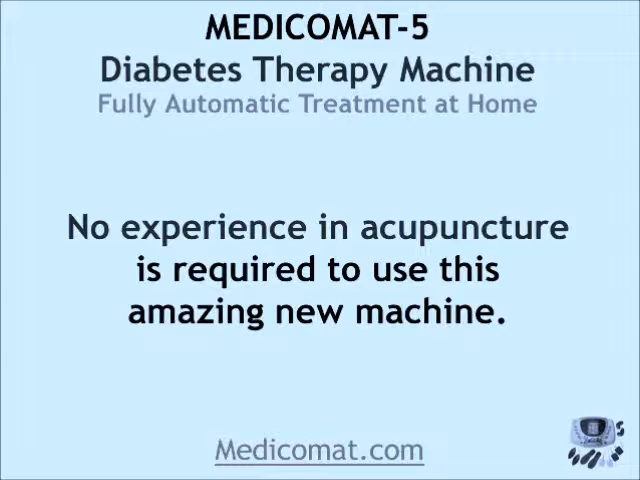 MEDICOMAT-5
Diabetes Therapy Machine
Fully Automatic Treatment at Home
No experience in acupuncture
is required to use this
amazing new machine.
Medicomat.com